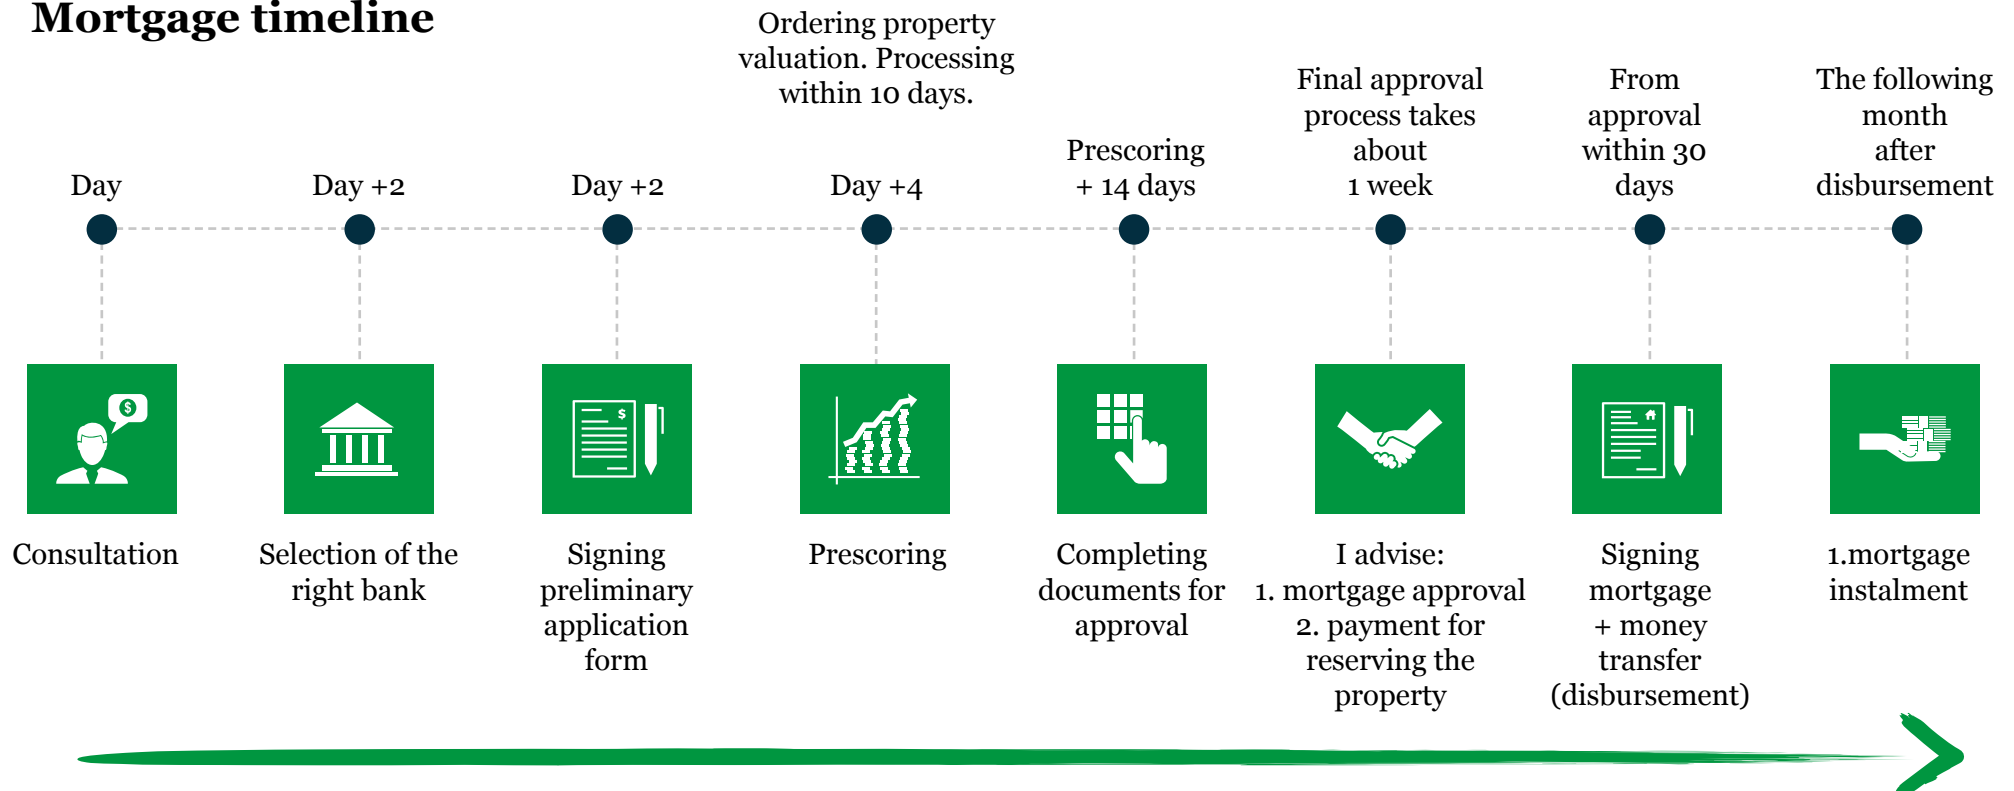 Mortgage timeline
Day
Consultation
Day +2
Selection of the
right bank
Day +2
Signing
preliminary
application
form
Ordering property
valuation. Processing
within 10 days.
Day +4
Prescoring
Prescoring
+ 14 days
Completing
documents for
approval
Final approval
process takes
about
1 week
I advise:
1. mortgage approval
2. payment for
reserving the
property
From
approval
within 30
days
Signing
mortgage
+ money
transfer
(disbursement)
The following
month
after
disbursement
1.mortgage
instalment